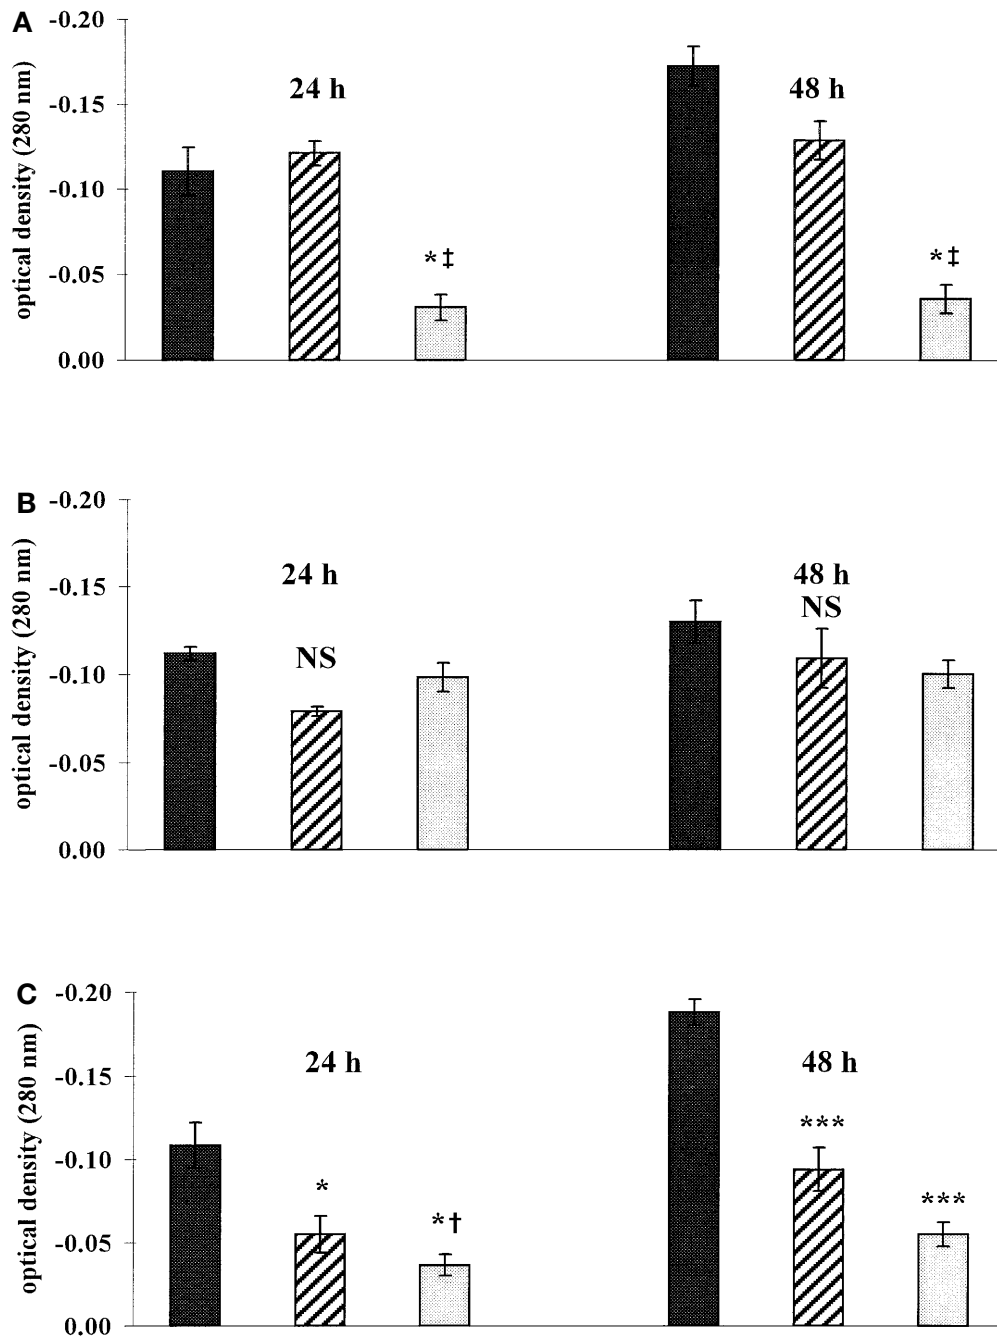 A
optical density (280 nm)
-0.20
-0.15
-0.10
-0.05
0.00
24 h
48 h
*‡
*‡
B
optical density (280 nm)
-0.20
-0.15
-0.10
-0.05
0.00
24 h
NS
48 h
NS
C
optical density (280 nm)
-0.20
-0.15
-0.10
-0.05
0.00
24 h
*
*†
48 h
***
***